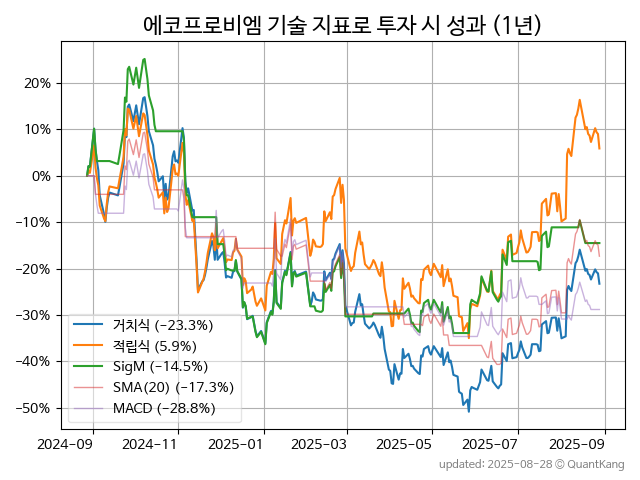 에코프로비엠 기술 지표로 투자 시 성과 (1년)
20%
10%
0%
−10%
−20%
−30%
−40%
−50%
거치식 (−23.3%)
적립식 (5.9%)
SigM (−14.5%)
SMA(20) (−17.3%)
MACD (−28.8%)
2024-09
2024-11
2025-01
2025-03
2025-05
2025-07
2025-09
updated: 2025-08-28 ⓒ QuantKang